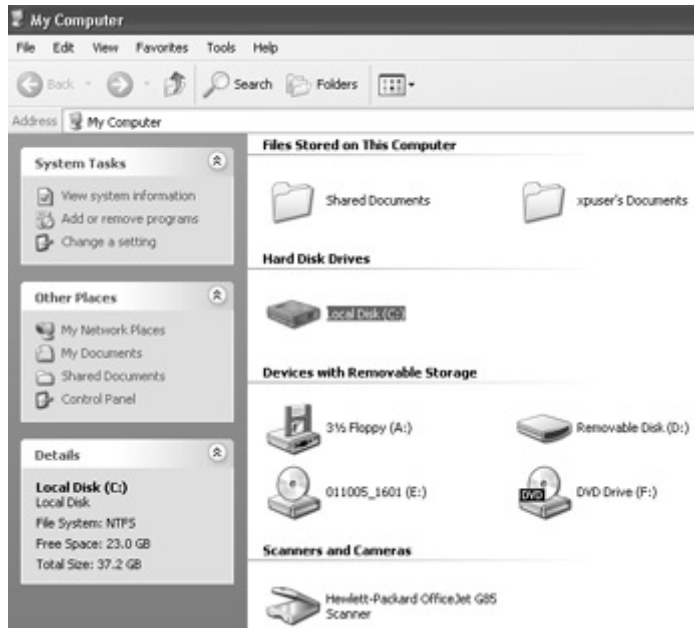 My Computer
File Edit View Favorites Tools Help
Back Search Folders
Address My Computer
System Tasks
View system information
Add or remove programs
Change a setting
Other Places
My Network Places
My Documents
Shared Documents
Control Panel
Details
Local Disk (C:)
Local Disk
File System: NTFS
Free Space: 23.0 GB
Total Size: 37.2 GB
Files Stored on This Computer
Shared Documents
xpuser's Documents
Hard Disk Drives
Local Disk (C:)
Devices with Removable Storage
3½ Floppy (A:)
Removable Disk (D:)
011005_1601 (E:)
DVD
DVD Drive (F:)
Scanners and Cameras
Hewlett-Packard OfficeJet G85
Scanner